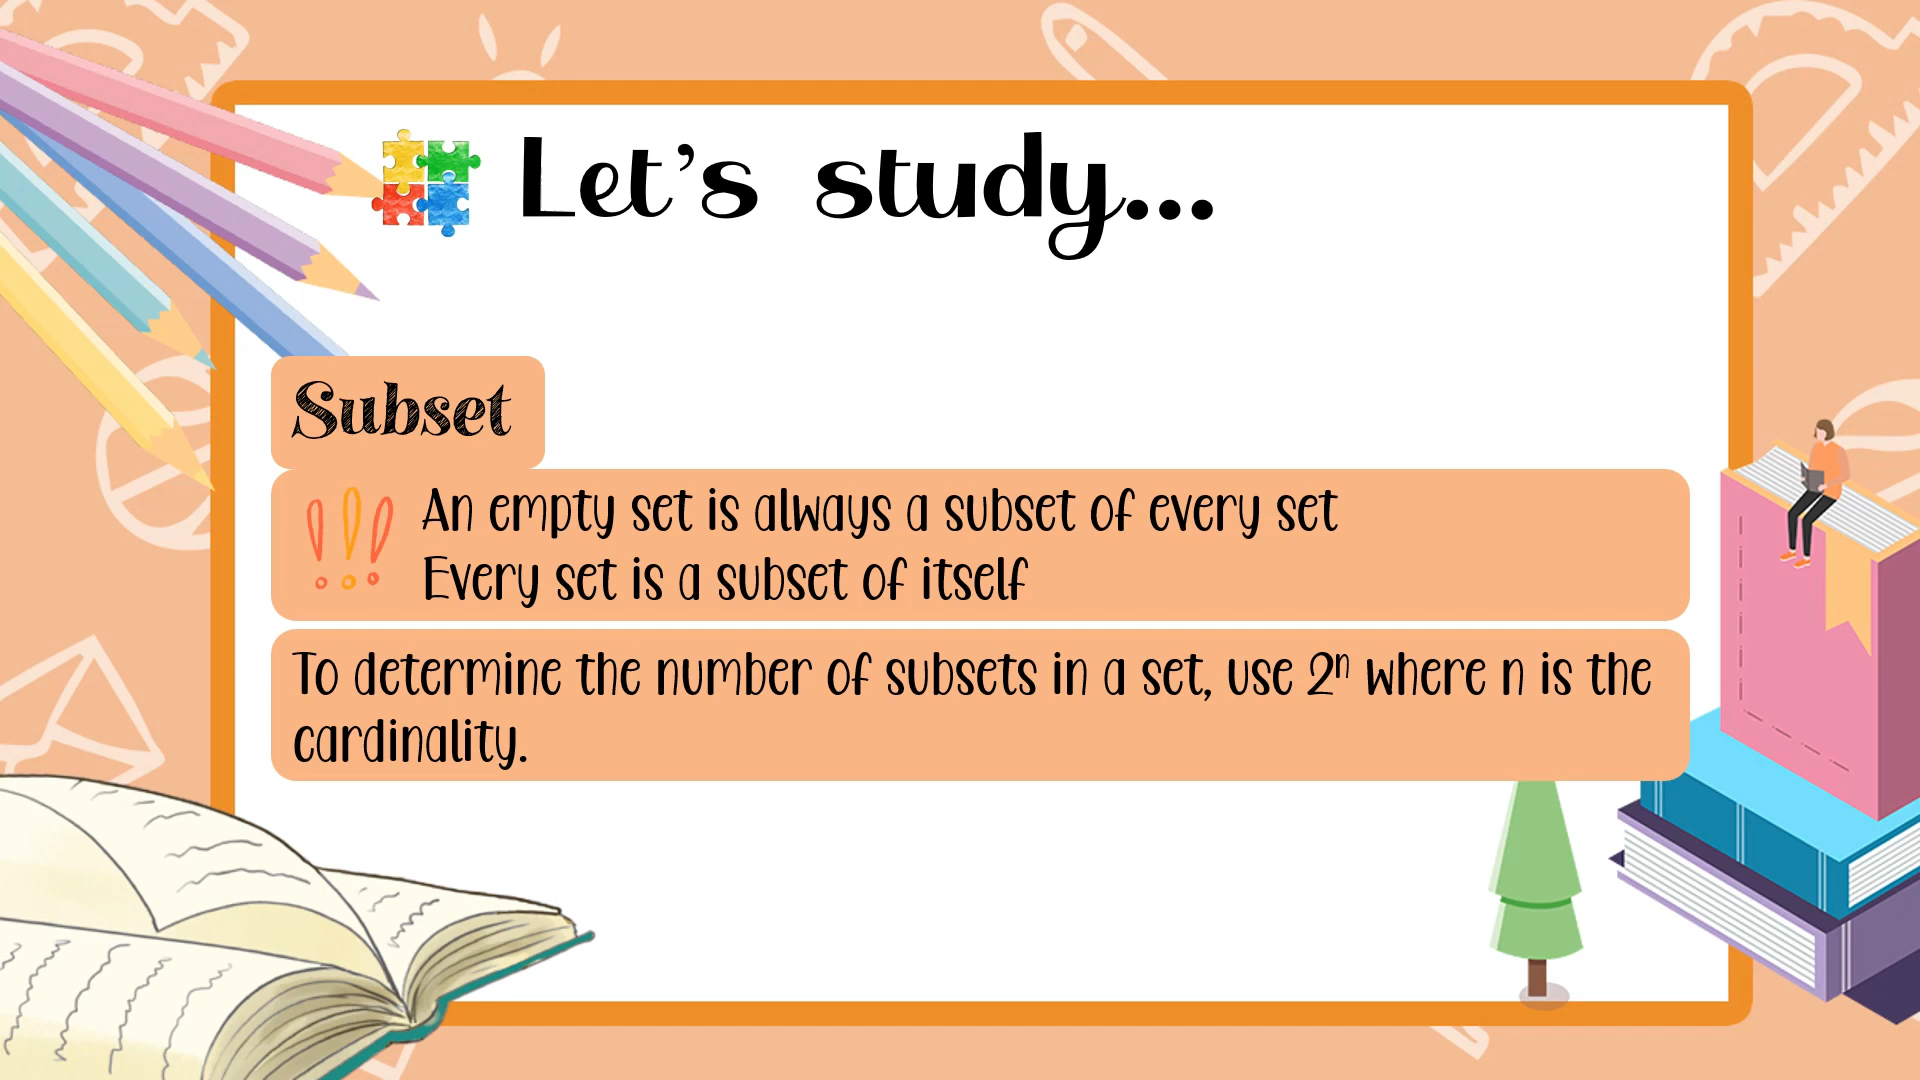 Let's study...
Subset
An empty set is always a subset of every set
Every set is a subset of itself
To determine the number of subsets in a set, use 2ⁿ where n is the
cardinality.